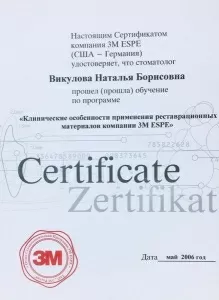 Настоящим Сертификатом
компания 3M ESPE
(США – Германия)
удостоверяет, что стоматолог
Викулова Наталья Борисовна
прошел (прошла) обучение
по программе
«Клинические особенности применения реставрационных
материалов компании 3M ESPE»
Certificate
Zertifikat
3M
Дата май 2006 год